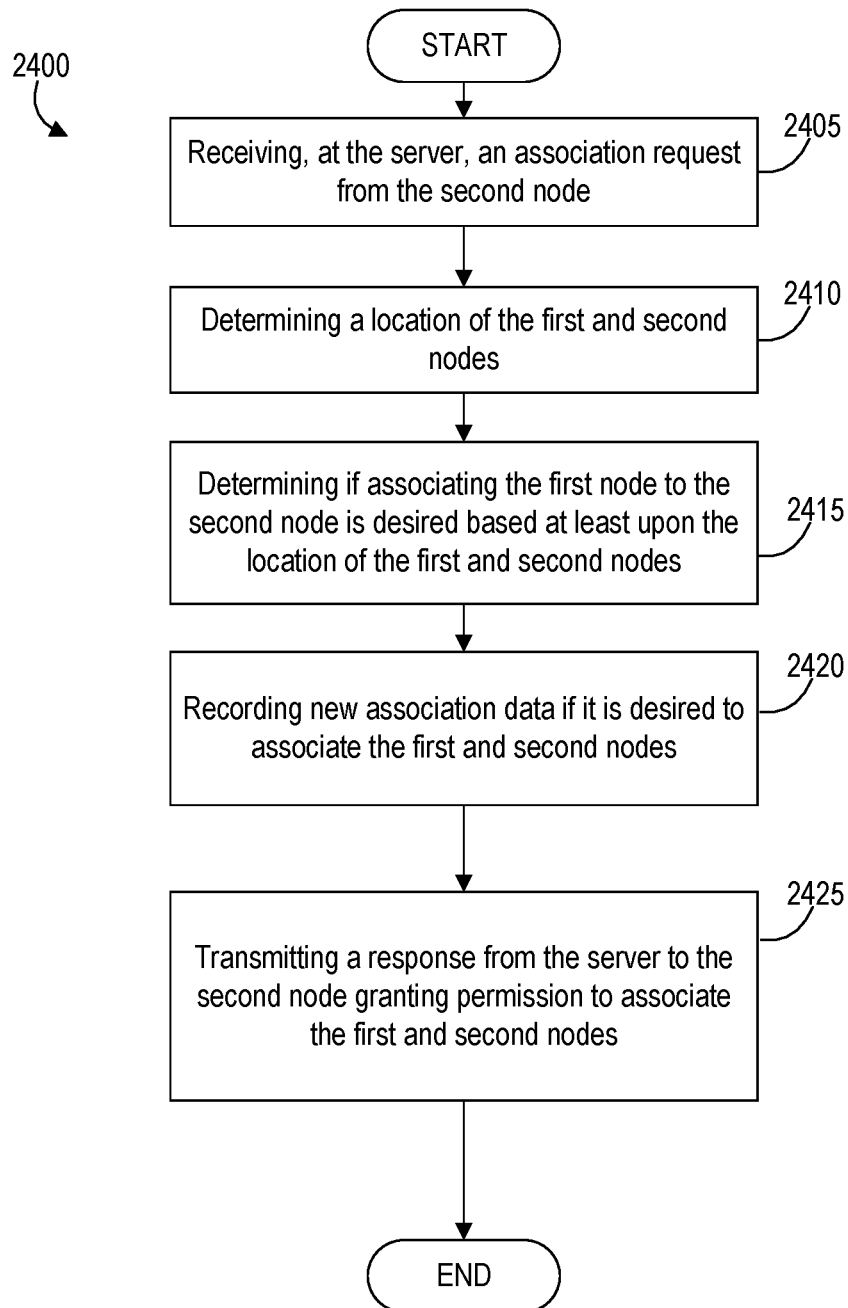 START
2400
2405
Receiving, at the server, an association request
from the second node
2410
Determining a location of the first and second
nodes
Determining if associating the first node to the
second node is desired based at least upon the
location of the first and second nodes
2415
2420
Recording new association data if it is desired to
associate the first and second nodes
2425
Transmitting a response from the server to the
second node granting permission to associate
the first and second nodes
END